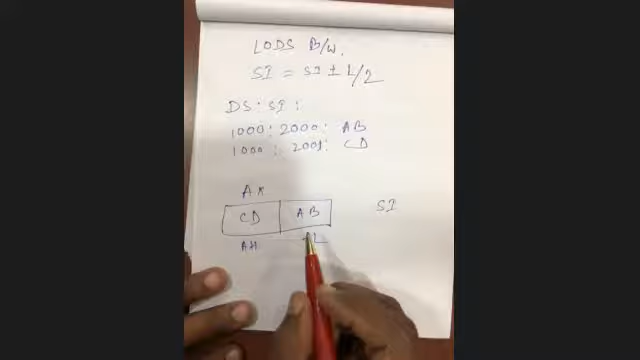 LODS B/W.
SI = SI ± 1/2
DS: SI:
1000: 2000: AB
1000: 2001: CD
AX
CD AB SI
AH